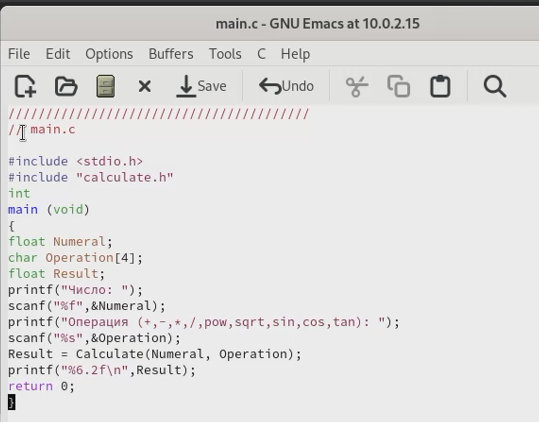 main.c - GNU Emacs at 10.0.2.15
File Edit Options Buffers Tools C Help
Save Undo
////////////////////////////////////////
// main.c
#include <stdio.h>
#include "calculate.h"
int
main (void)
{
float Numeral;
char Operation[4];
float Result;
printf("Число: ");
scanf("%f",&Numeral);
printf("Операция (+,-,*,/,pow,sqrt,sin,cos,tan): ");
scanf("%s",&Operation);
Result = Calculate(Numeral, Operation);
printf("%6.2f\n",Result);
return 0;
}